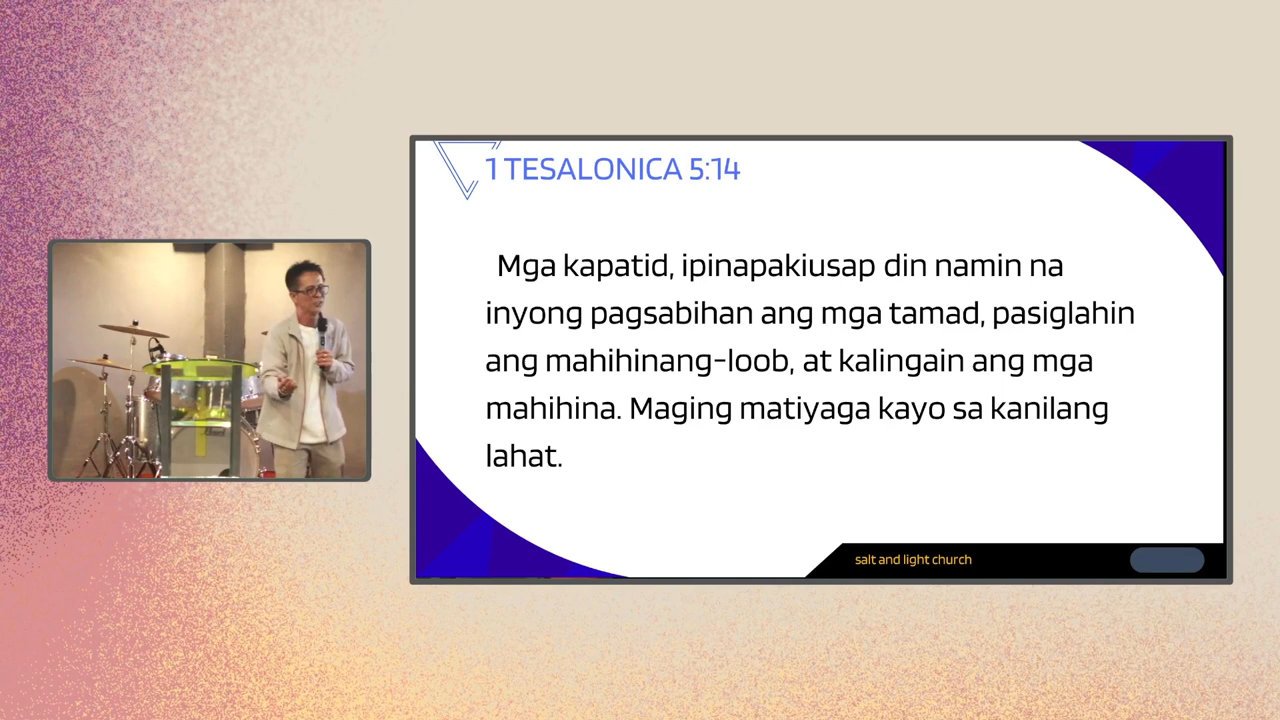 1 TESALONICA 5:14
Mga kapatid, ipinapakiusap din namin na
inyong pagsabihan ang mga tamad, pasiglahin
ang mahihinang-loob, at kalingain ang mga
mahihina. Maging matiyaga kayo sa kanilang
lahat.
salt and light church